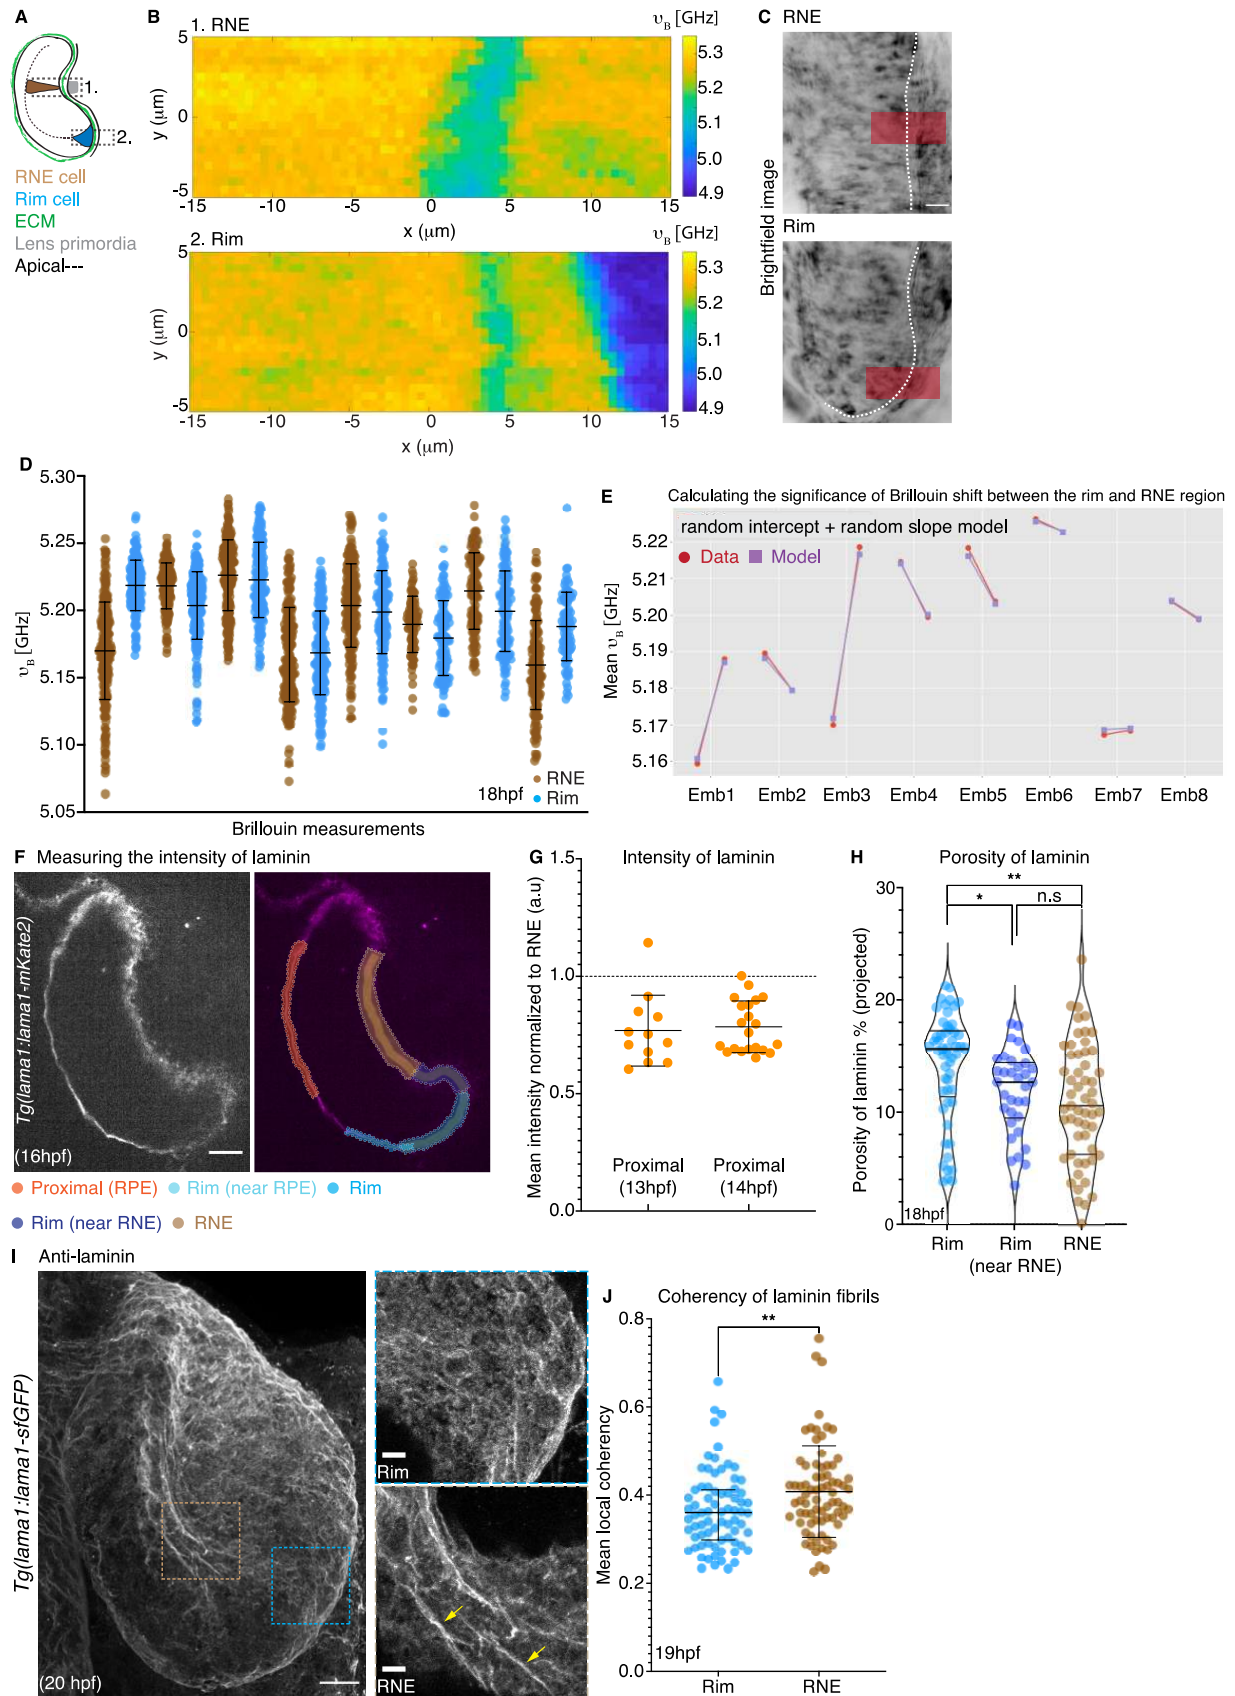 A
1.
2.
RNE cell
Rim cell
ECM
Lens primordia
Apical---
B
1. RNE
υB [GHz]
5
0
-5
y (μm)
-15
-10
-5
0
5
10
15
x (μm)
5.3
5.2
5.1
5.0
4.9
2. Rim
υB [GHz]
5
0
-5
y (μm)
-15
-10
-5
0
5
10
15
x (μm)
5.3
5.2
5.1
5.0
4.9
C RNE
Rim
Brightfield image
D
5.30
5.25
5.20
5.15
5.10
5.05
υB [GHz]
18hpf
RNE
Rim
Brillouin measurements
E Calculating the significance of Brillouin shift between the rim and RNE region
random intercept + random slope model
Data Model
5.22
5.21
5.20
5.19
5.18
5.17
5.16
Mean υB [GHz]
Emb1 Emb2 Emb3 Emb4 Emb5 Emb6 Emb7 Emb8
F Measuring the intensity of laminin
Tg(lama1:lama1-mKate2)
(16hpf)
Proximal (RPE) Rim (near RPE) Rim
Rim (near RNE) RNE
G
Intensity of laminin
Mean intensity normalized to RNE (a.u)
1.5
1.0
0.5
0.0
Proximal
(13hpf)
Proximal
(14hpf)
H
Porosity of laminin
**
*
n.s
Porosity of laminin % (projected)
30
20
10
0
18hpf
Rim
Rim
(near RNE)
RNE
I Anti-laminin
Tg(lama1:lama1-sfGFP)
(20 hpf)
Rim
RNE
J Coherency of laminin fibrils
**
Mean local coherency
0.8
0.6
0.4
0.2
0.0
19hpf
Rim
RNE